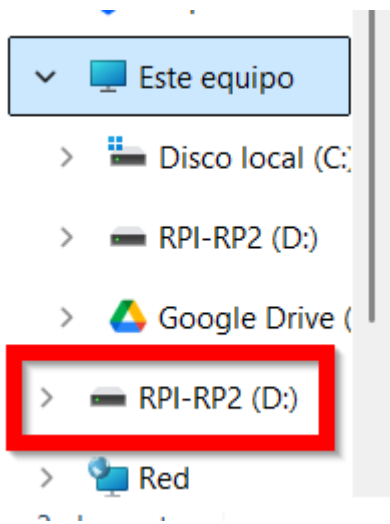 Este equipo
Disco local (C:)
RPI-RP2 (D:)
Google Drive (
RPI-RP2 (D:)
Red